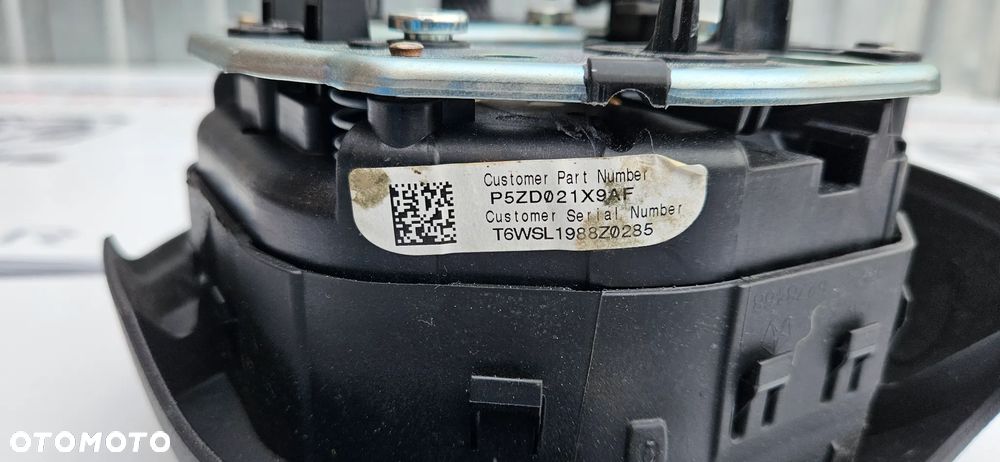 Customer Part Number
P5ZD021X9AF
Customer Serial Number
T6WSL1988Z0285
OTOMOTO